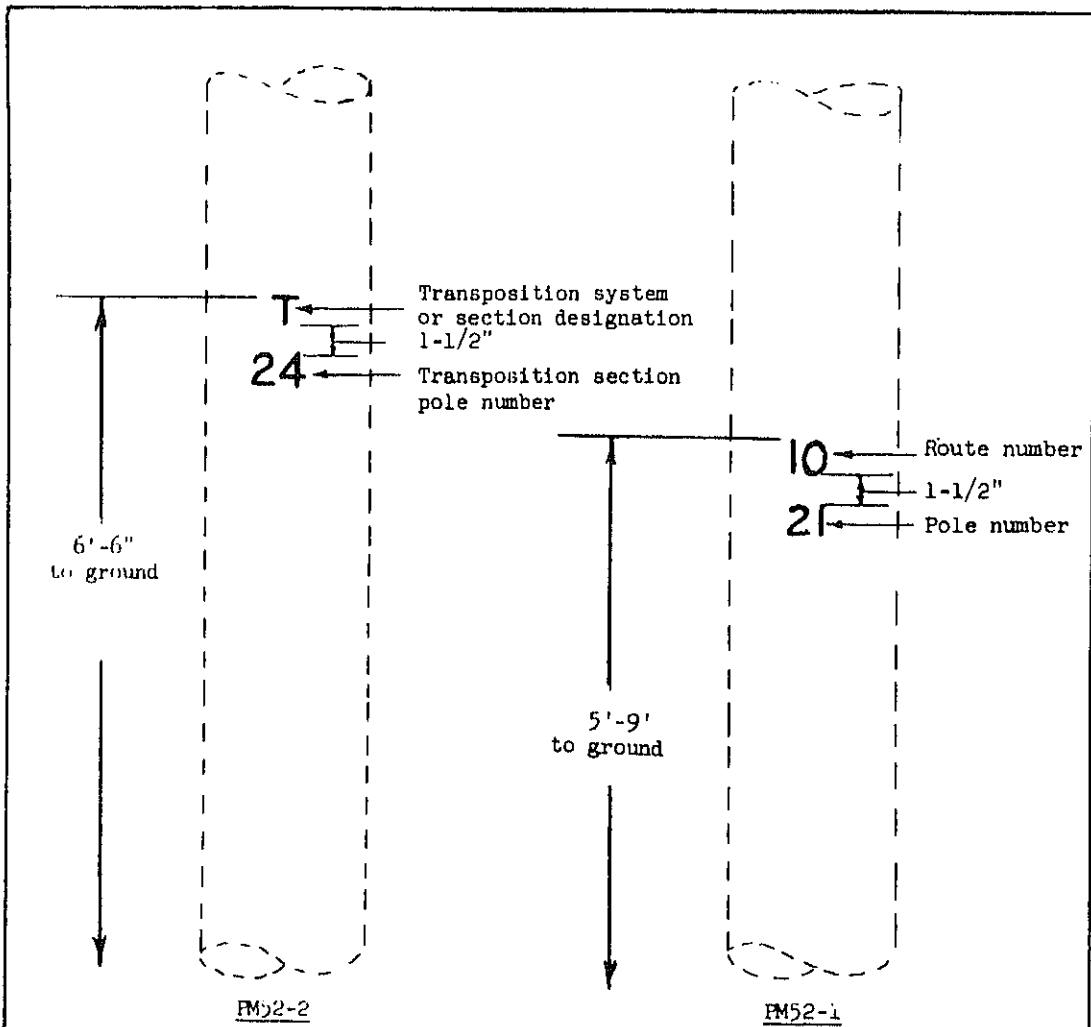 T
Transposition system
or section designation
1-1/2"
24
Transposition section
pole number
6'-6"
to ground
PM52-2
10
Route number
1-1/2"
21
Pole number
5'-9'
to ground
PM52-1